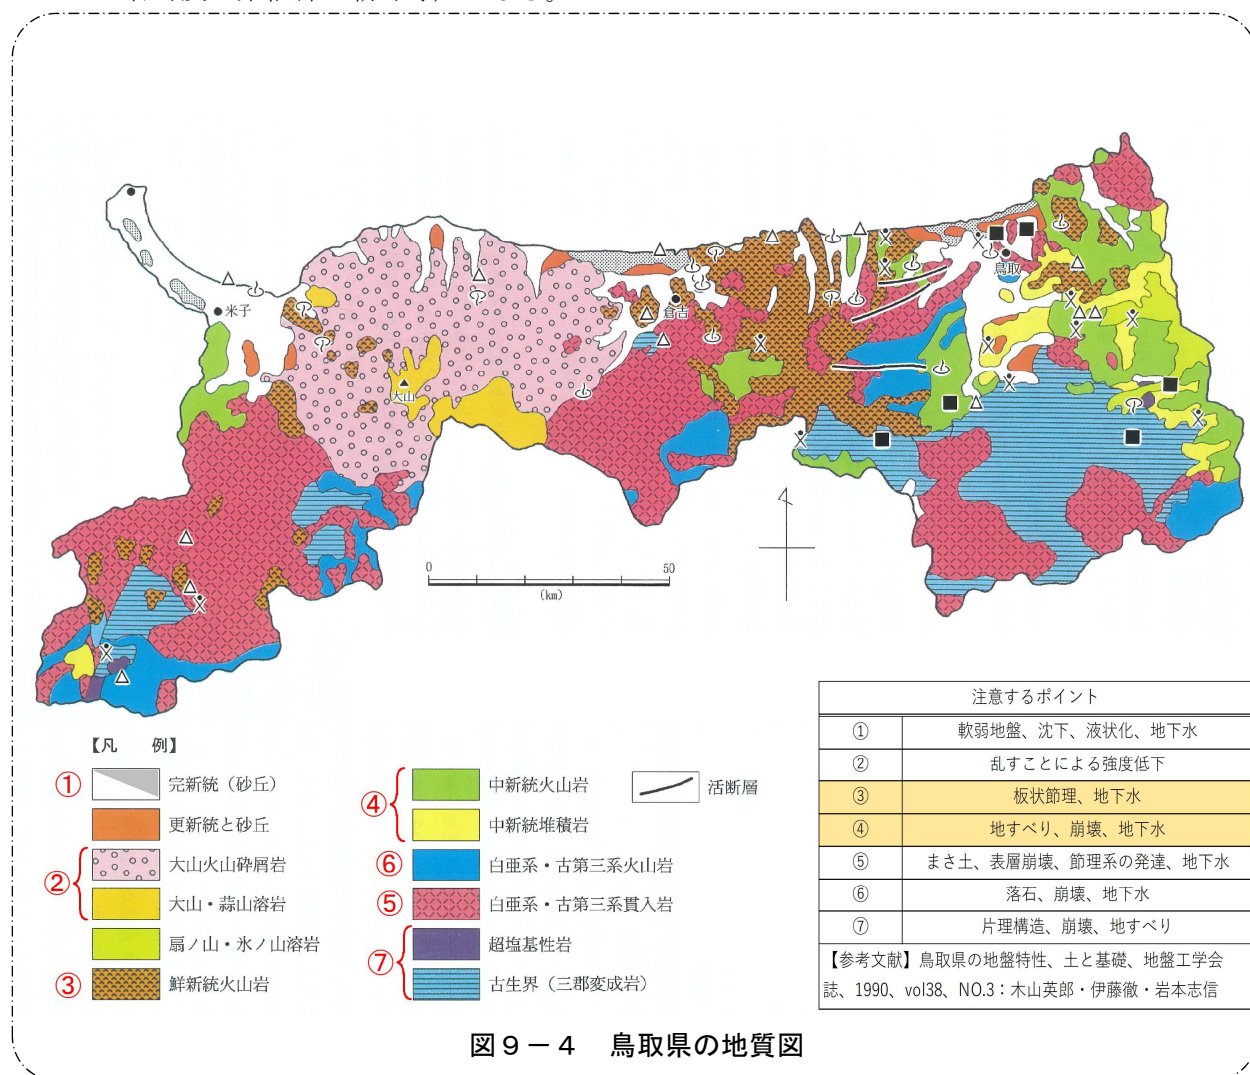 米子
大山
倉吉
鳥取
0 50
(km)
【凡 例】
① 完新統（砂丘）
更新統と砂丘
② 大山火山砕屑岩
大山・蒜山溶岩
扇ノ山・氷ノ山溶岩
③ 鮮新統火山岩
④ 中新統火山岩
中新統堆積岩
⑥ 白亜系・古第三系火山岩
⑤ 白亜系・古第三系貫入岩
⑦ 超塩基性岩
古生界（三郡変成岩）
活断層
注意するポイント
① 軟弱地盤、沈下、液状化、地下水
② 乱すことによる強度低下
③ 板状節理、地下水
④ 地すべり、崩壊、地下水
⑤ まさ土、表層崩壊、節理系の発達、地下水
⑥ 落石、崩壊、地下水
⑦ 片理構造、崩壊、地すべり
【参考文献】鳥取県の地盤特性、土と基礎、地盤工学会
誌、1990、vol38、NO.3：木山英郎・伊藤徹・岩本志信
図９－４ 鳥取県の地質図